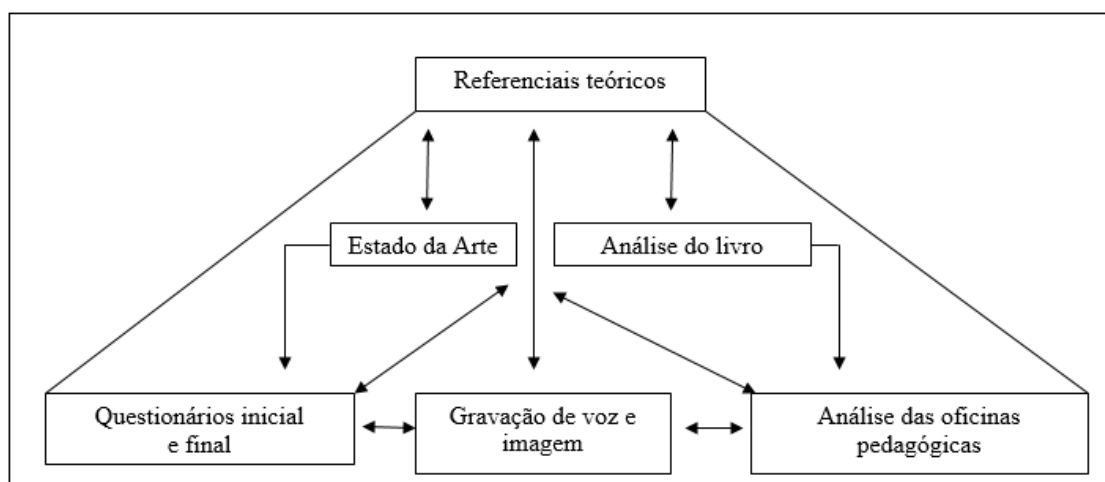 Referenciais teóricos
Estado da Arte
Análise do livro
Questionários inicial
e final
Gravação de voz e
imagem
Análise das oficinas
pedagógicas